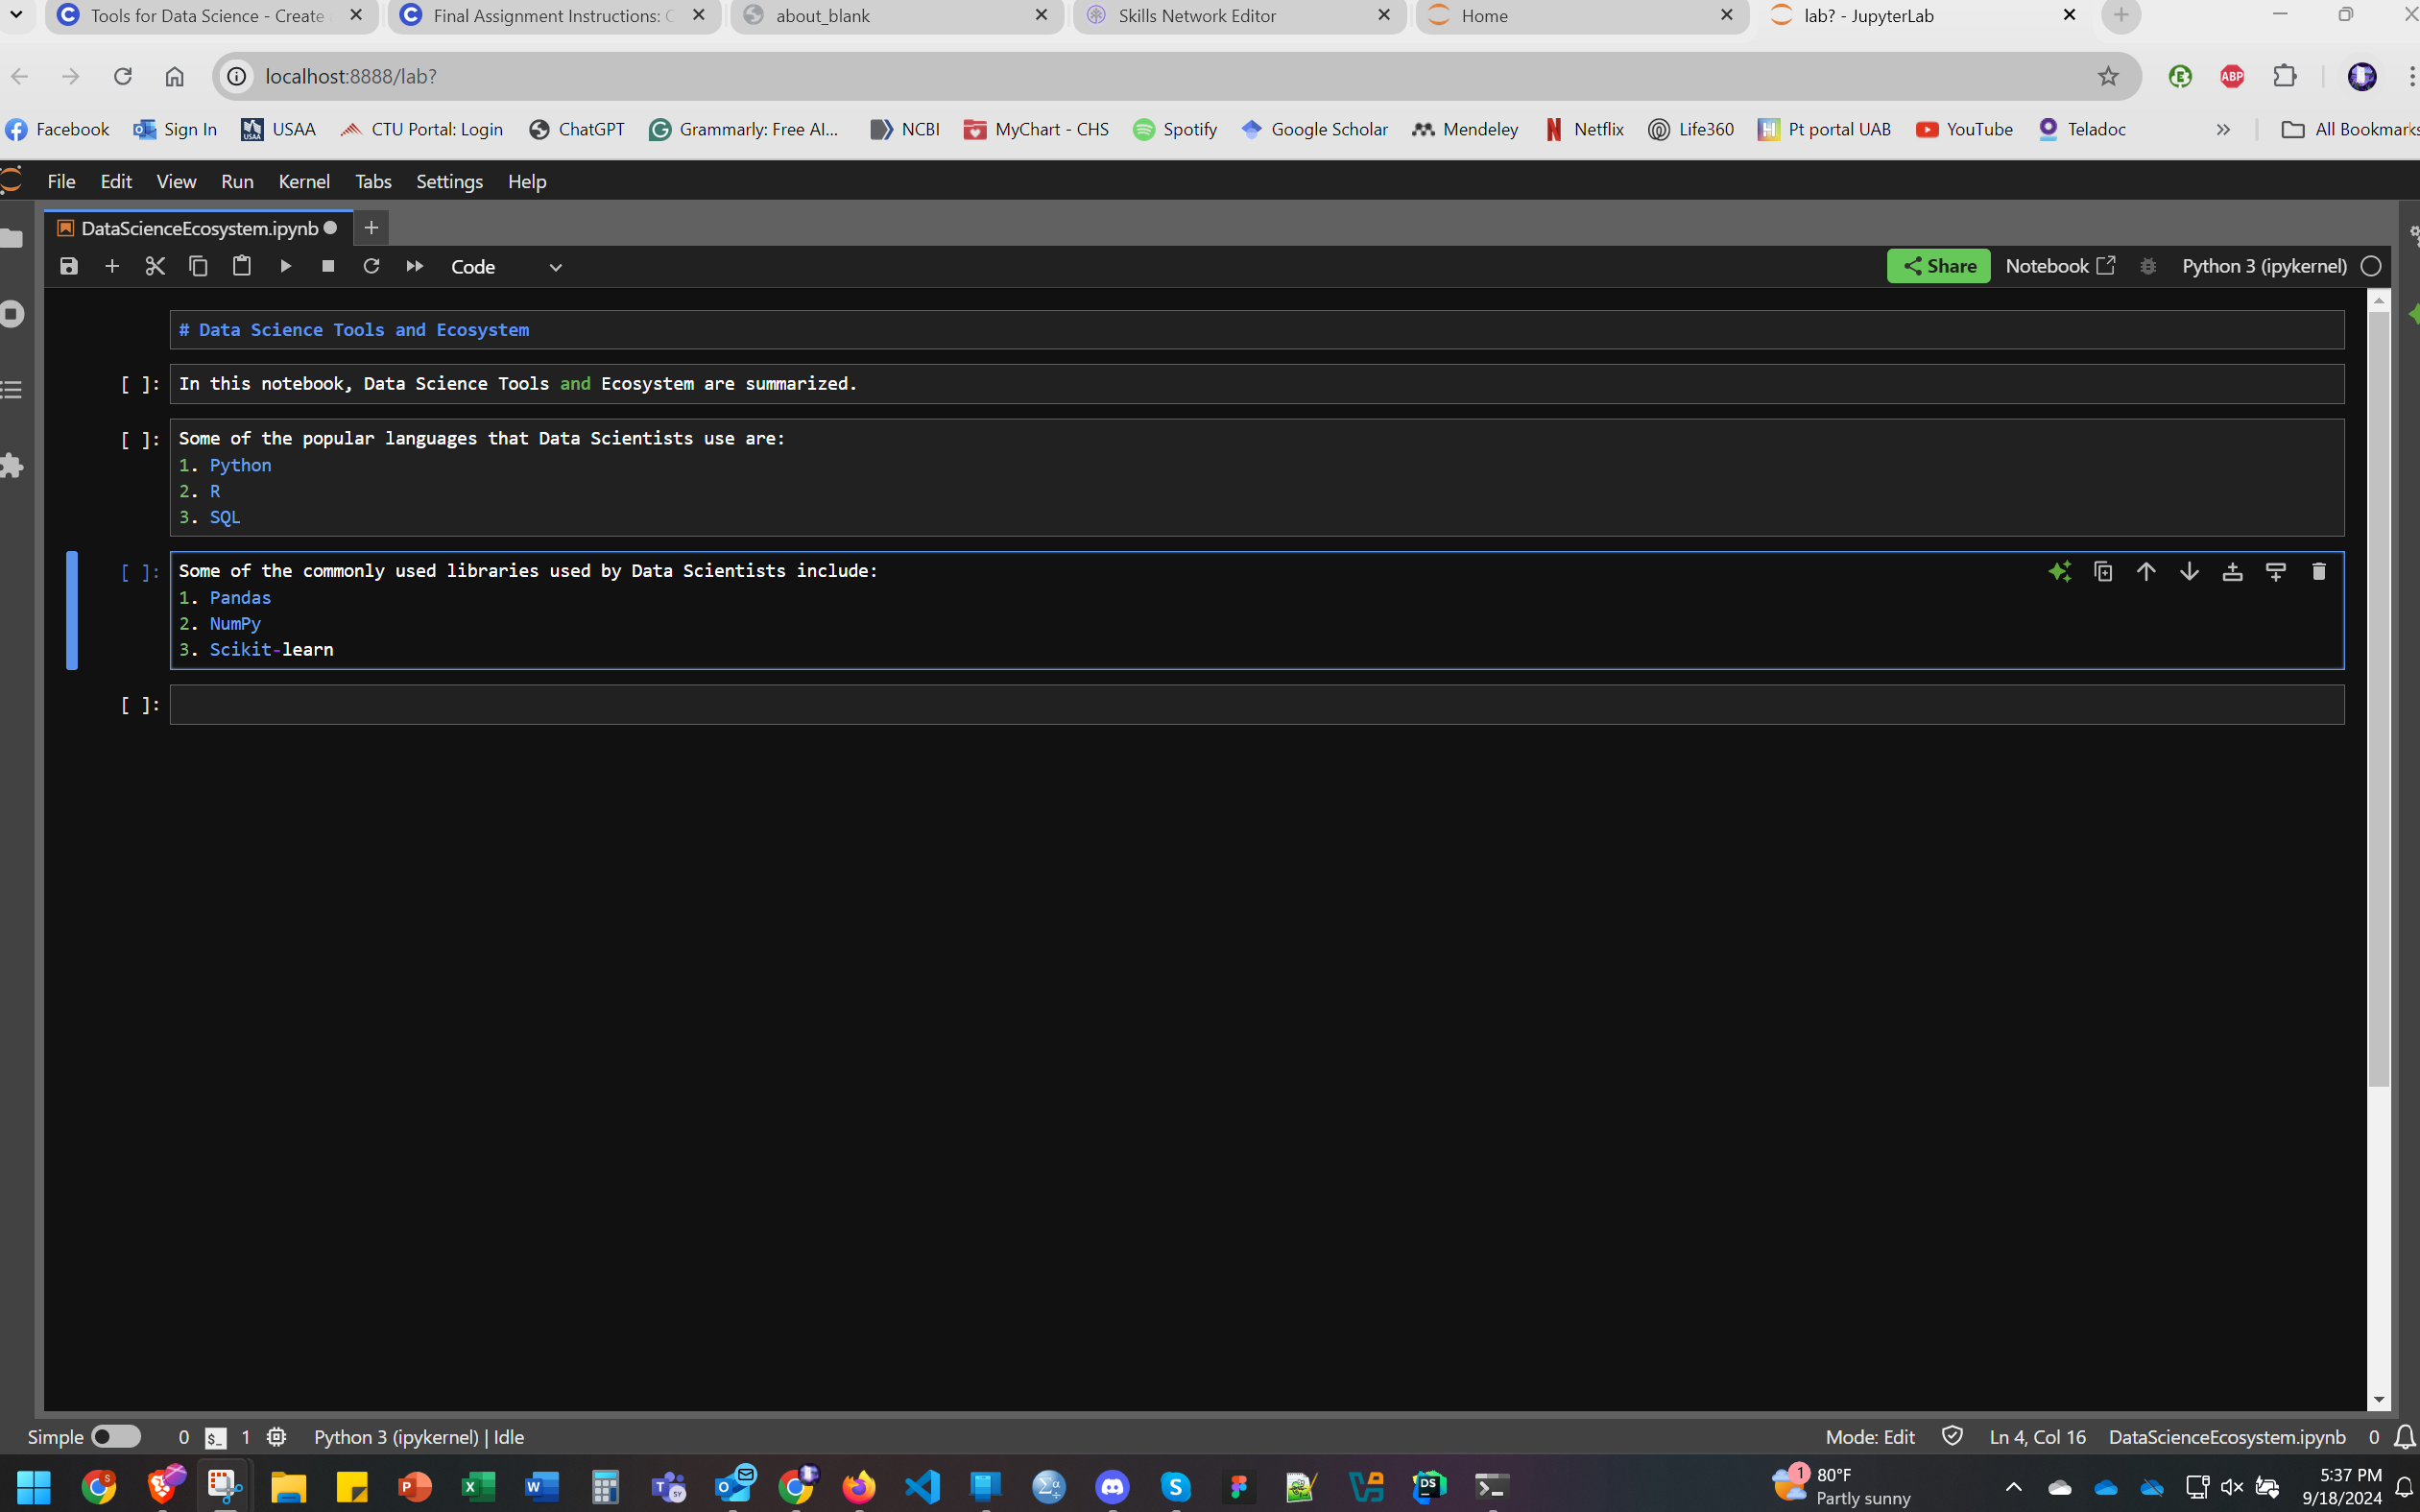 Tools for Data Science - Create
Final Assignment Instructions: C
about_blank
Skills Network Editor
Home
lab? - JupyterLab
localhost:8888/lab?
ABP
Facebook
Sign In
USAA
CTU Portal: Login
ChatGPT
Grammarly: Free AI...
NCBI
MyChart - CHS
Spotify
Google Scholar
Mendeley
Netflix
Life360
Pt portal UAB
YouTube
Teladoc
All Bookmarks
File Edit View Run Kernel Tabs Settings Help
DataScienceEcosystem.ipynb
Code
Share
Notebook
Python 3 (ipykernel)
# Data Science Tools and Ecosystem
[ ]: In this notebook, Data Science Tools and Ecosystem are summarized.
[ ]: Some of the popular languages that Data Scientists use are:
1. Python
2. R
3. SQL
[ ]: Some of the commonly used libraries used by Data Scientists include:
1. Pandas
2. NumPy
3. Scikit-learn
[ ]:
Simple 0 $_ 1 Python 3 (ipykernel) | Idle
Mode: Edit Ln 4, Col 16 DataScienceEcosystem.ipynb 0
1 80°F
Partly sunny
5:37 PM
9/18/2024